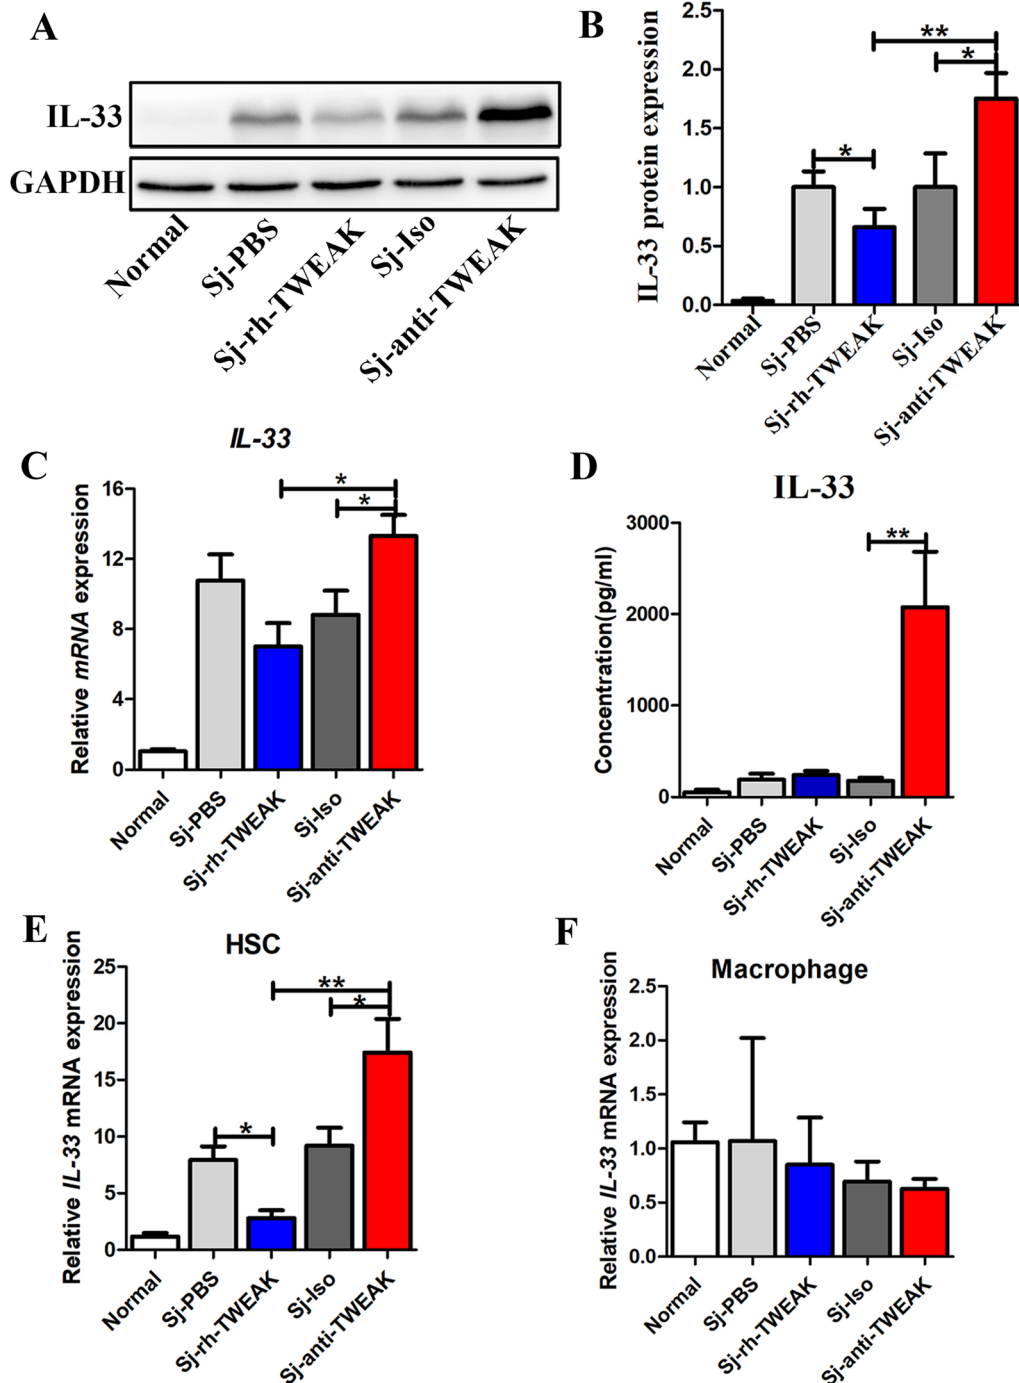 A
IL-33
GAPDH
Normal
Sj-PBS
Sj-rh-TWEAK
Sj-Iso
Sj-anti-TWEAK
B
IL-33 protein expression
2.5
2.0
1.5
1.0
0.5
0.0
**
*
*
Normal
Sj-PBS
Sj-rh-TWEAK
Sj-Iso
Sj-anti-TWEAK
C
IL-33
Relative mRNA expression
16
12
8
4
0
*
*
Normal
Sj-PBS
Sj-rh-TWEAK
Sj-Iso
Sj-anti-TWEAK
D
IL-33
Concentration(pg/ml)
3000
2000
1000
0
**
Normal
Sj-PBS
Sj-rh-TWEAK
Sj-Iso
Sj-anti-TWEAK
E
HSC
Relative IL-33 mRNA expression
25
20
15
10
5
0
**
*
*
Normal
Sj-PBS
Sj-rh-TWEAK
Sj-Iso
Sj-anti-TWEAK
F
Macrophage
Relative IL-33 mRNA expression
2.5
2.0
1.5
1.0
0.5
0.0
Normal
Sj-PBS
Sj-rh-TWEAK
Sj-Iso
Sj-anti-TWEAK